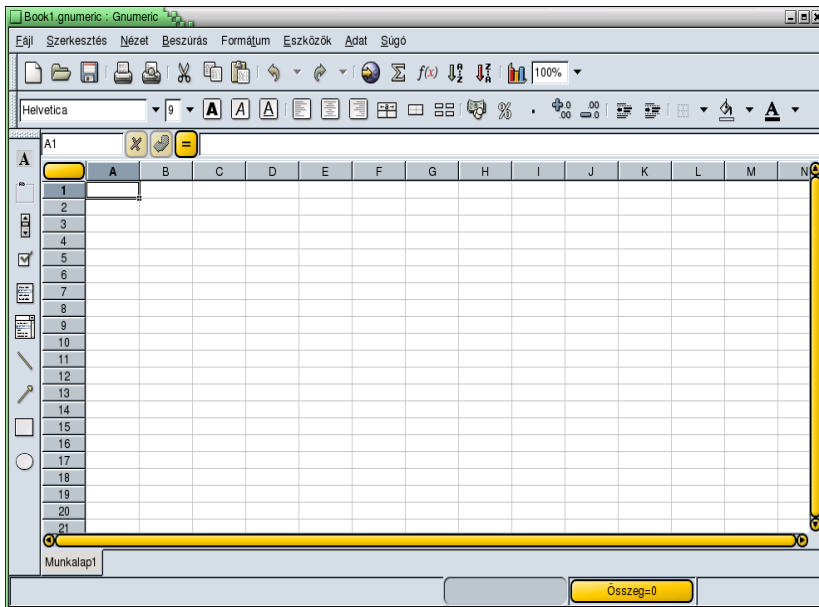 Book1.gnumeric : Gnumeric
Fájl Szerkesztés Nézet Beszúrás Formátum Eszközök Adat Súgó
f(x) 100%
Helvetica 9 A A A % A
A1 =
A
A B C D E F G H I J K L M N
1
2
3
4
5
6
7
8
9
10
11
12
13
14
15
16
17
18
19
20
21
Munkalap1
Összeg=0